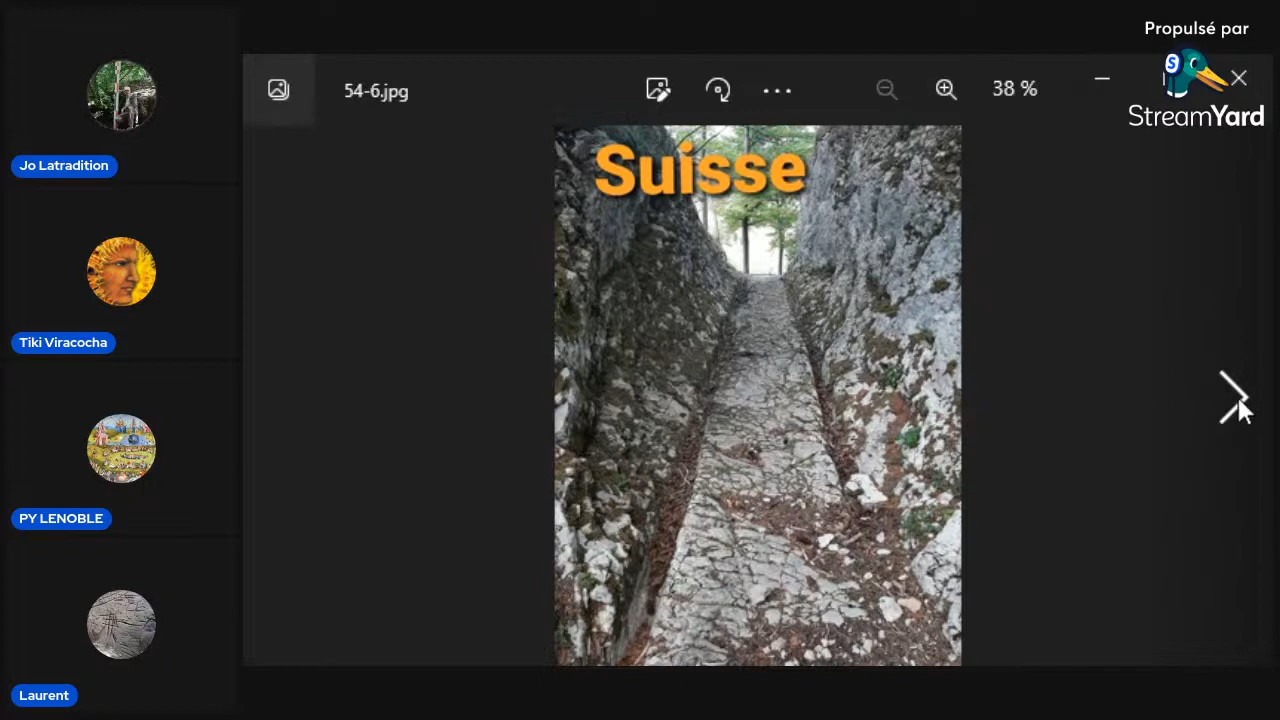 Propulsé par
StreamYard
54-6.jpg
38 %
Suisse
Jo Latradition
Tiki Viracocha
PY LENOBLE
Laurent